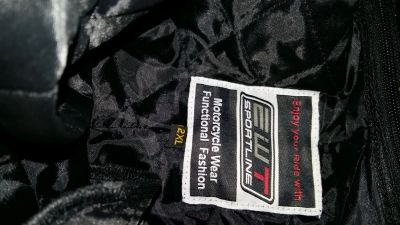 Enjoy your Ride with
EWT
SPORTLINE
Motorcycle Wear
Functional Fashion
2XL